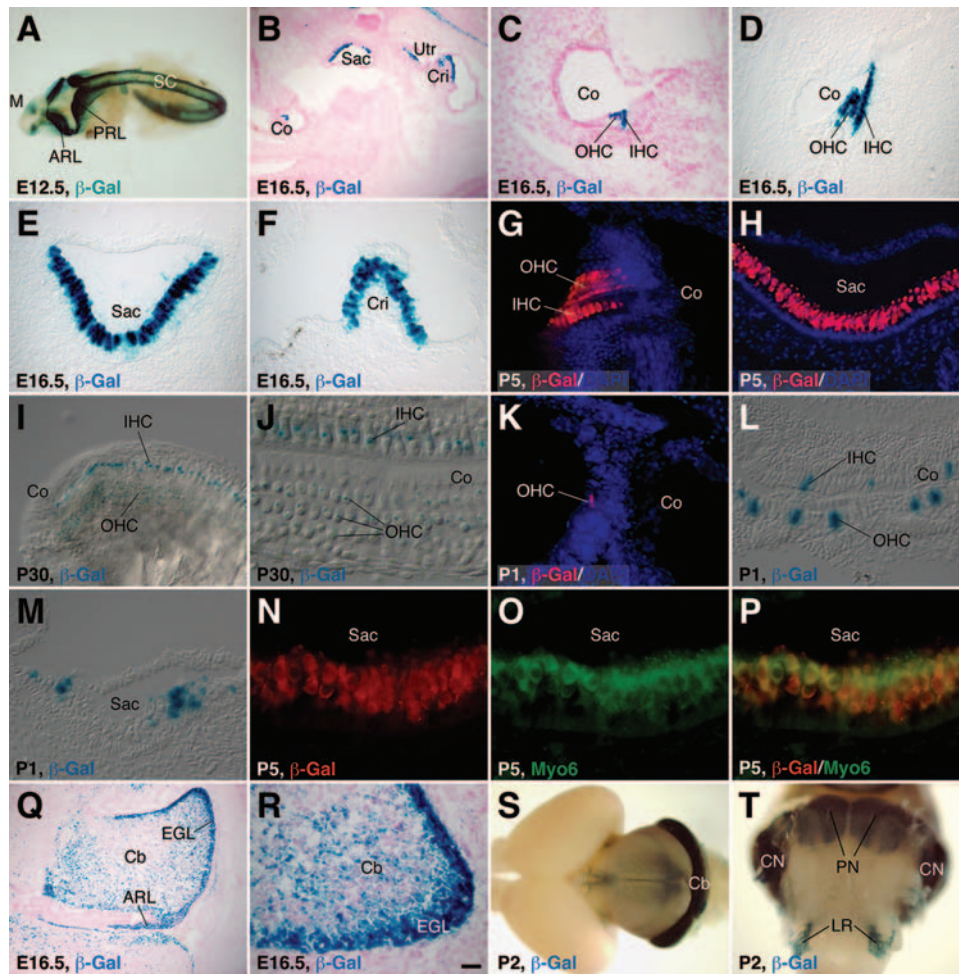 A
SC
M
PRL
ARL
E12.5, β-Gal
B
Utr
Sac
Cri
Co
E16.5, β-Gal
C
Co
OHC IHC
E16.5, β-Gal
D
Co
OHC IHC
E16.5, β-Gal
E
Sac
E16.5, β-Gal
F
Cri
E16.5, β-Gal
G
OHC
IHC
Co
P5, β-Gal/DAPI
H
Sac
P5, β-Gal/DAPI
I
IHC
Co
OHC
P30, β-Gal
J
IHC
Co
OHC
P30, β-Gal
K
OHC
Co
P1, β-Gal/DAPI
L
IHC
Co
OHC
P1, β-Gal
M
Sac
P1, β-Gal
N
Sac
P5, β-Gal
O
Sac
P5, Myo6
P
Sac
P5, β-Gal/Myo6
Q
EGL
Cb
ARL
E16.5, β-Gal
R
Cb
EGL
E16.5, β-Gal
S
Cb
P2, β-Gal
T
CN PN CN
LR
P2, β-Gal